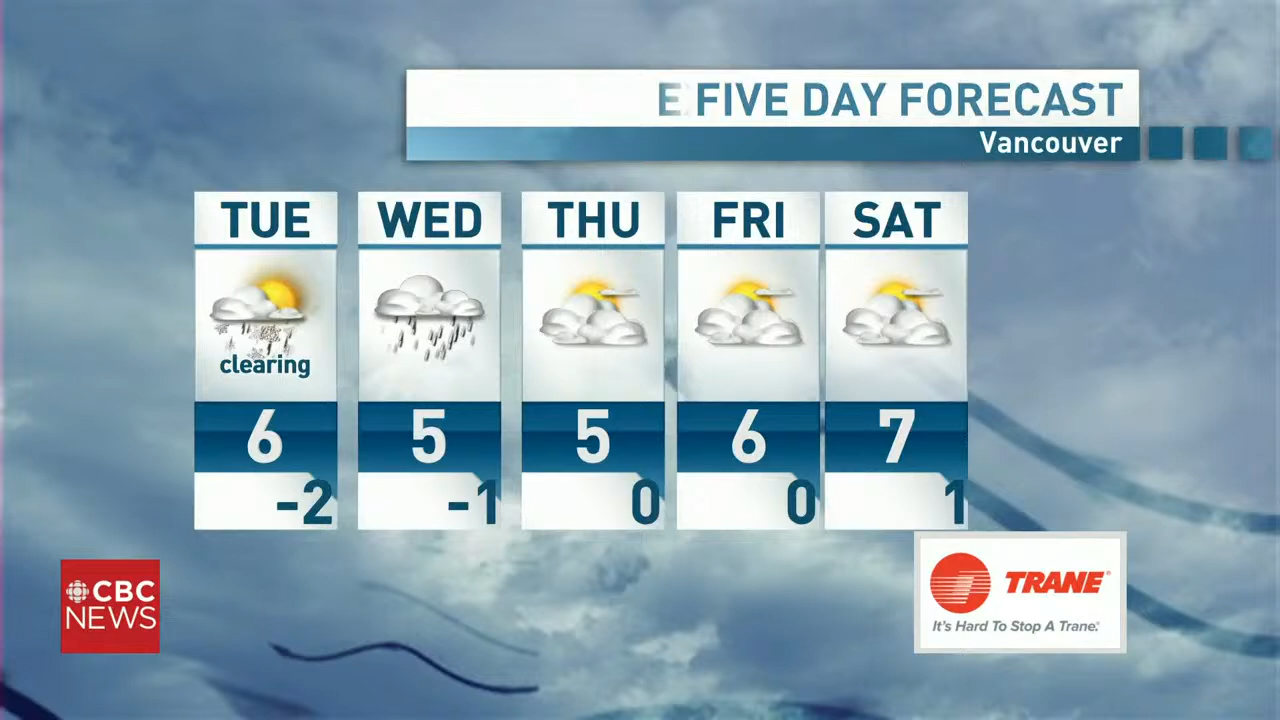 E FIVE DAY FORECAST
Vancouver
TUE WED THU FRI SAT
clearing
6 5 5 6 7
-2 -1 0 0 1
CBC
NEWS
TRANE®
It's Hard To Stop A Trane.®